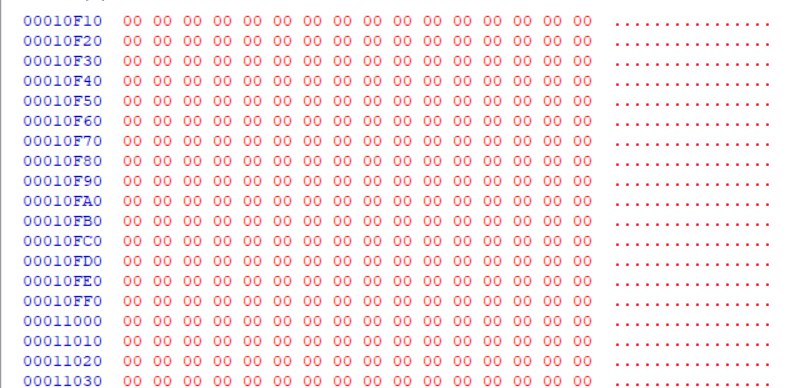 00010F10 00 00 00 00 00 00 00 00 00 00 00 00 00 00 00 00 ................
00010F20 00 00 00 00 00 00 00 00 00 00 00 00 00 00 00 00 ................
00010F30 00 00 00 00 00 00 00 00 00 00 00 00 00 00 00 00 ................
00010F40 00 00 00 00 00 00 00 00 00 00 00 00 00 00 00 00 ................
00010F50 00 00 00 00 00 00 00 00 00 00 00 00 00 00 00 00 ................
00010F60 00 00 00 00 00 00 00 00 00 00 00 00 00 00 00 00 ................
00010F70 00 00 00 00 00 00 00 00 00 00 00 00 00 00 00 00 ................
00010F80 00 00 00 00 00 00 00 00 00 00 00 00 00 00 00 00 ................
00010F90 00 00 00 00 00 00 00 00 00 00 00 00 00 00 00 00 ................
00010FA0 00 00 00 00 00 00 00 00 00 00 00 00 00 00 00 00 ................
00010FB0 00 00 00 00 00 00 00 00 00 00 00 00 00 00 00 00 ................
00010FC0 00 00 00 00 00 00 00 00 00 00 00 00 00 00 00 00 ................
00010FD0 00 00 00 00 00 00 00 00 00 00 00 00 00 00 00 00 ................
00010FE0 00 00 00 00 00 00 00 00 00 00 00 00 00 00 00 00 ................
00010FF0 00 00 00 00 00 00 00 00 00 00 00 00 00 00 00 00 ................
00011000 00 00 00 00 00 00 00 00 00 00 00 00 00 00 00 00 ................
00011010 00 00 00 00 00 00 00 00 00 00 00 00 00 00 00 00 ................
00011020 00 00 00 00 00 00 00 00 00 00 00 00 00 00 00 00 ................
00011030 00 00 00 00 00 00 00 00 00 00 00 00 00 00 00 00 ................